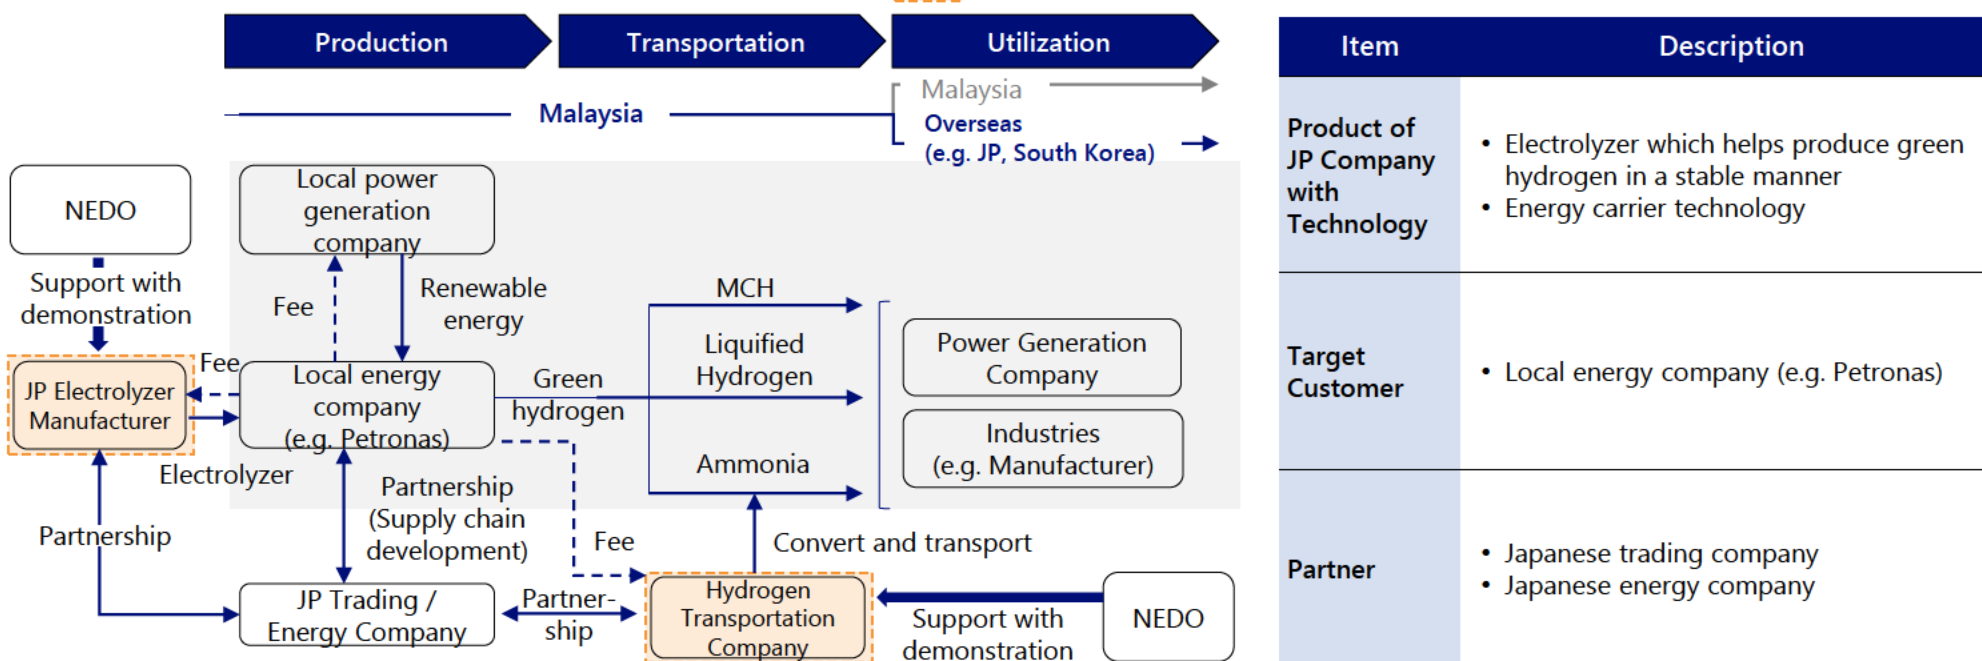 Production
Transportation
Utilization
Malaysia
Malaysia
Overseas
(e.g. JP, South Korea)
NEDO
Support with
demonstration
Local power
generation
company
Fee
Renewable
energy
JP Electrolyzer
Manufacturer
Fee
Electrolyzer
Local energy
company
(e.g. Petronas)
Green
hydrogen
MCH
Liquified
Hydrogen
Ammonia
Power Generation
Company
Industries
(e.g. Manufacturer)
Partnership
Partnership
(Supply chain
development)
Fee
Convert and transport
JP Trading /
Energy Company
Partner-
ship
Hydrogen
Transportation
Company
Support with
demonstration
NEDO
Item
Description
Product of
JP Company
with
Technology
• Electrolyzer which helps produce green
hydrogen in a stable manner
• Energy carrier technology
Target
Customer
• Local energy company (e.g. Petronas)
Partner
• Japanese trading company
• Japanese energy company